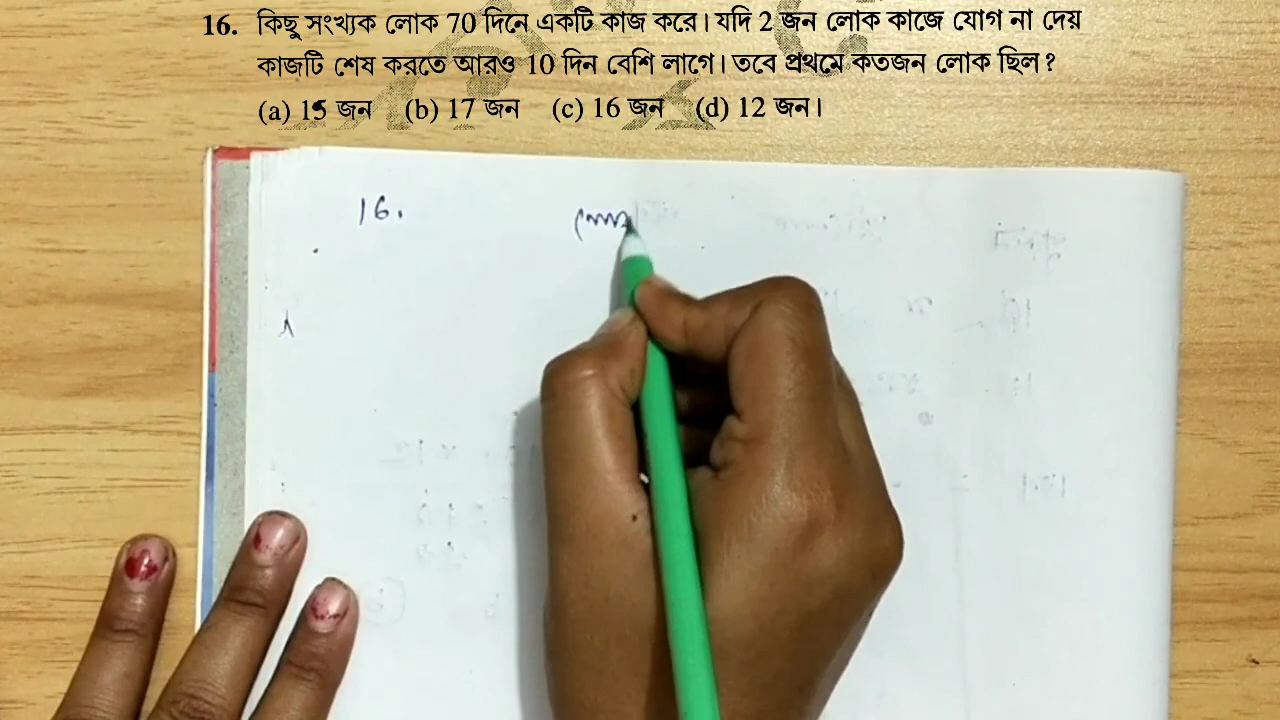 16. কিছু সংখ্যক লোক 70 দিনে একটি কাজ করে। যদি 2 জন লোক কাজে যোগ না দেয়
কাজটি শেষ করতে আরও 10 দিন বেশি লাগে। তবে প্রথমে কতজন লোক ছিল?
(a) 15 জন (b) 17 জন (c) 16 জন (d) 12 জন।
16.